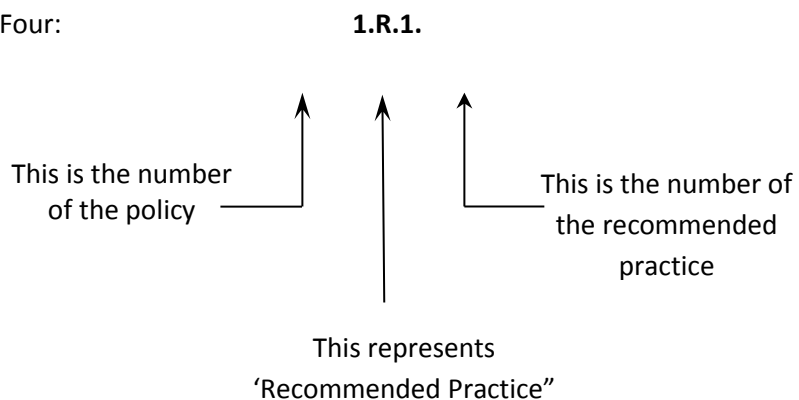 Four:
1.R.1.
This is the number
of the policy
This is the number of
the recommended
practice
This represents
‘Recommended Practice”